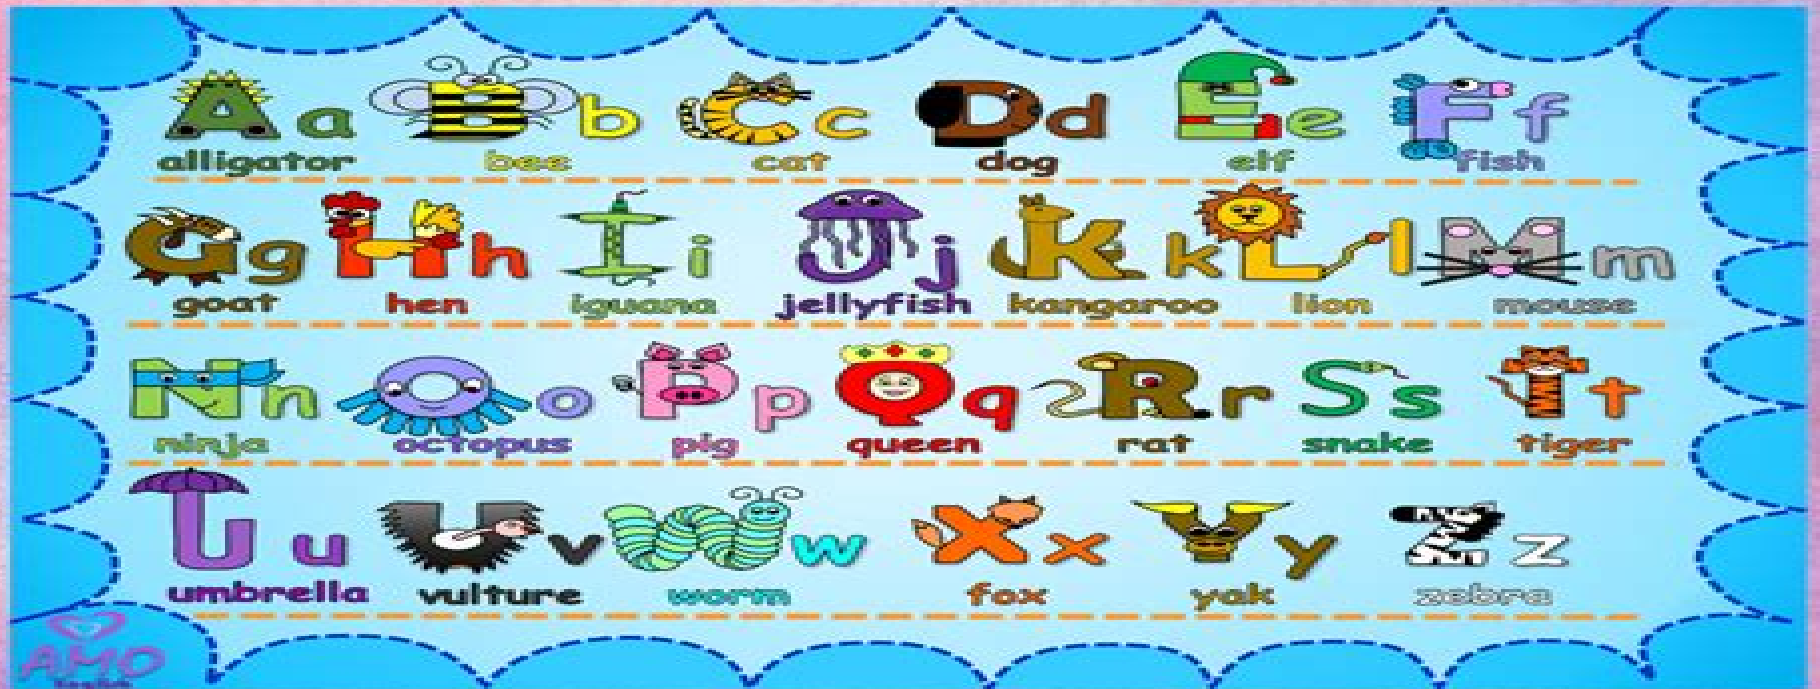 Aa Bb Cc Dd Ee Ff
alligator bee cat dog elf fish
Gg Hh Ii Jj Kk Ll Mm
goat hen iguana jellyfish kangaroo lion mouse
Nn Oo Pp Qq Rr Ss Tt
ninja octopus pig queen rat snake tiger
Uu Vv Ww Xx Yy Zz
umbrella vulture worm fox yak zebra
AMO
English